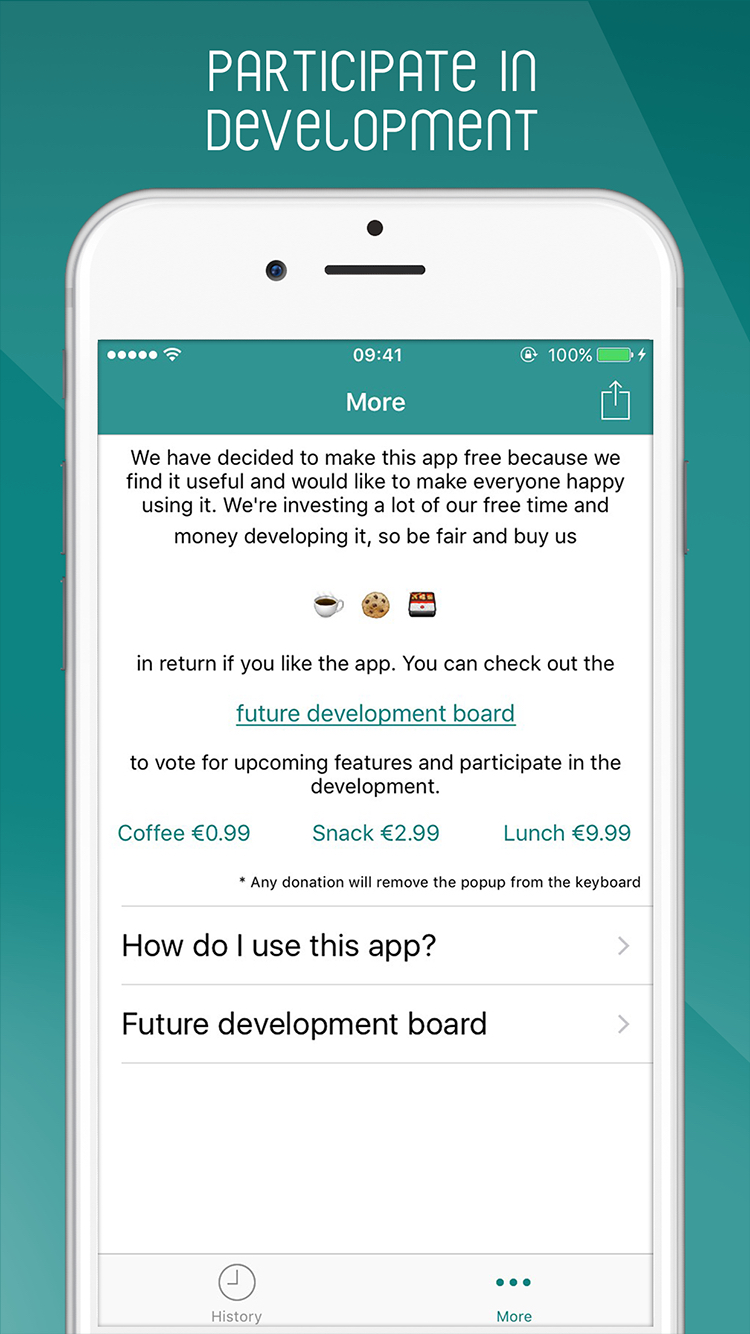 PARTICIPATE IN
DEVELOPMENT
09:41
100%
More
We have decided to make this app free because we
find it useful and would like to make everyone happy
using it. We're investing a lot of our free time and
money developing it, so be fair and buy us
in return if you like the app. You can check out the
future development board
to vote for upcoming features and participate in the
development.
Coffee €0.99 Snack €2.99 Lunch €9.99
* Any donation will remove the popup from the keyboard
How do I use this app?
Future development board
History More